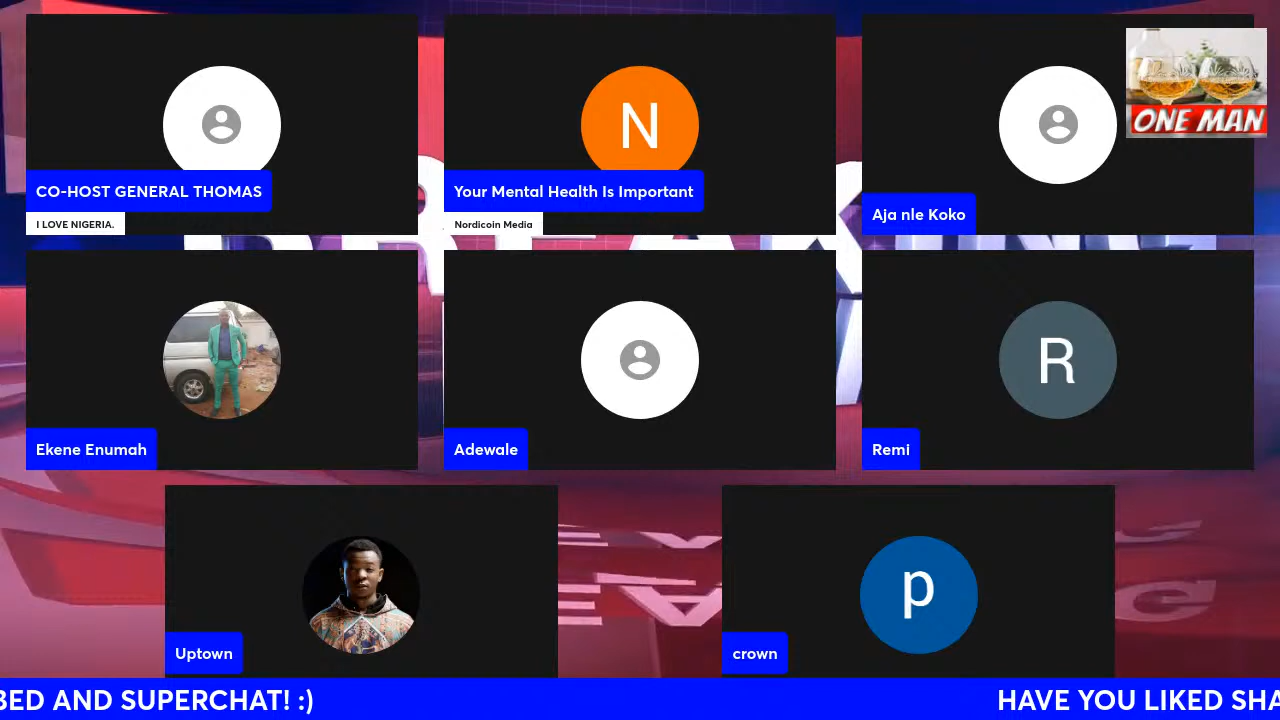 ONE MAN
N
CO-HOST GENERAL THOMAS
I LOVE NIGERIA.
Your Mental Health Is Important
Nordicoin Media
Aja nle Koko
BREAKING
R
Ekene Enumah
Adewale
Remi
p
Uptown
crown
BED AND SUPERCHAT! :)
HAVE YOU LIKED SHA